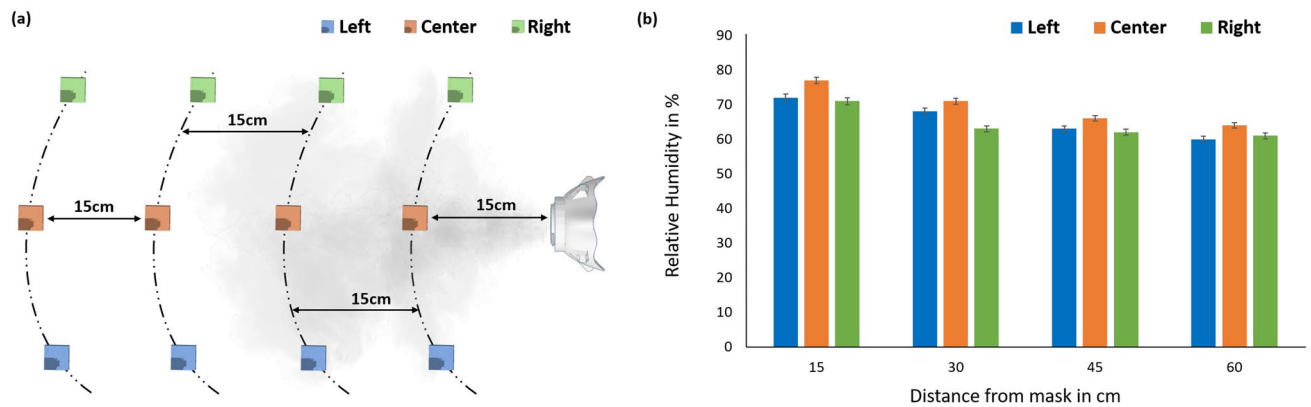 (a)
Left Center Right
15cm
15cm
15cm
15cm
(b)
Left Center Right
Relative Humidity in %
90
80
70
60
50
40
30
20
10
0
15 30 45 60
Distance from mask in cm